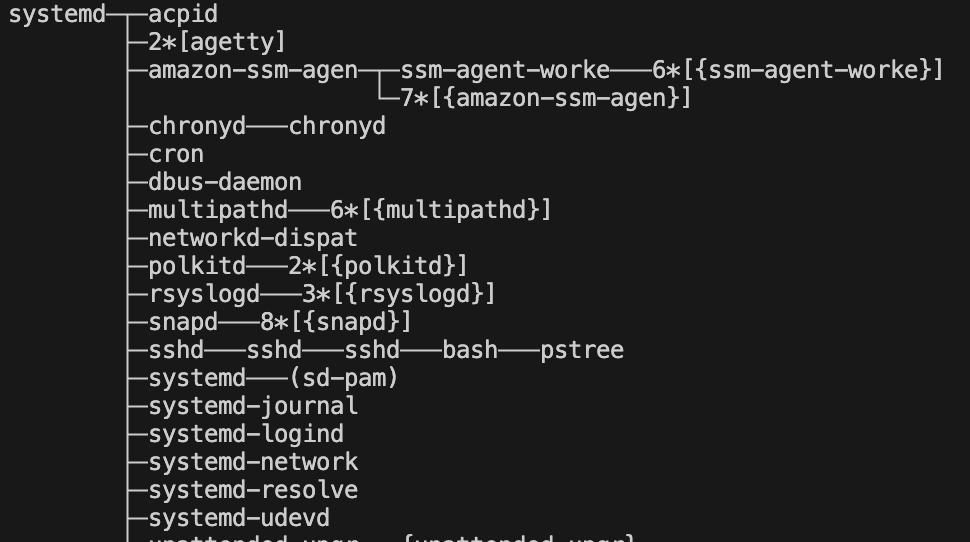 systemd─┬─acpid
        ├─2*[agetty]
        ├─amazon-ssm-agen─┬─ssm-agent-worke───6*[{ssm-agent-worke}]
        │                 └─7*[{amazon-ssm-agen}]
        ├─chronyd───chronyd
        ├─cron
        ├─dbus-daemon
        ├─multipathd───6*[{multipathd}]
        ├─networkd-dispat
        ├─polkitd───2*[{polkitd}]
        ├─rsyslogd───3*[{rsyslogd}]
        ├─snapd───8*[{snapd}]
        ├─sshd───sshd───sshd───bash───pstree
        ├─systemd───(sd-pam)
        ├─systemd-journal
        ├─systemd-logind
        ├─systemd-network
        ├─systemd-resolve
        ├─systemd-udevd